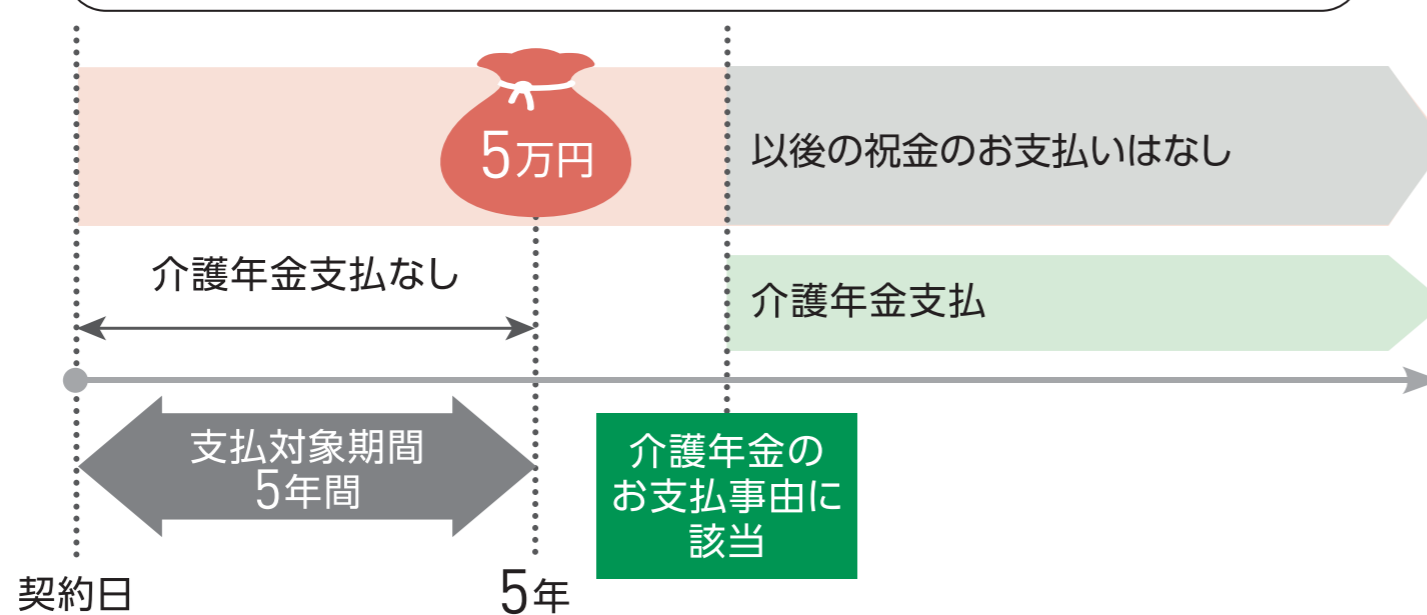 5万円
以後の祝金のお支払いはなし
介護年金支払なし
介護年金支払
支払対象期間
5年間
介護年金の
お支払事由に
該当
契約日
5年